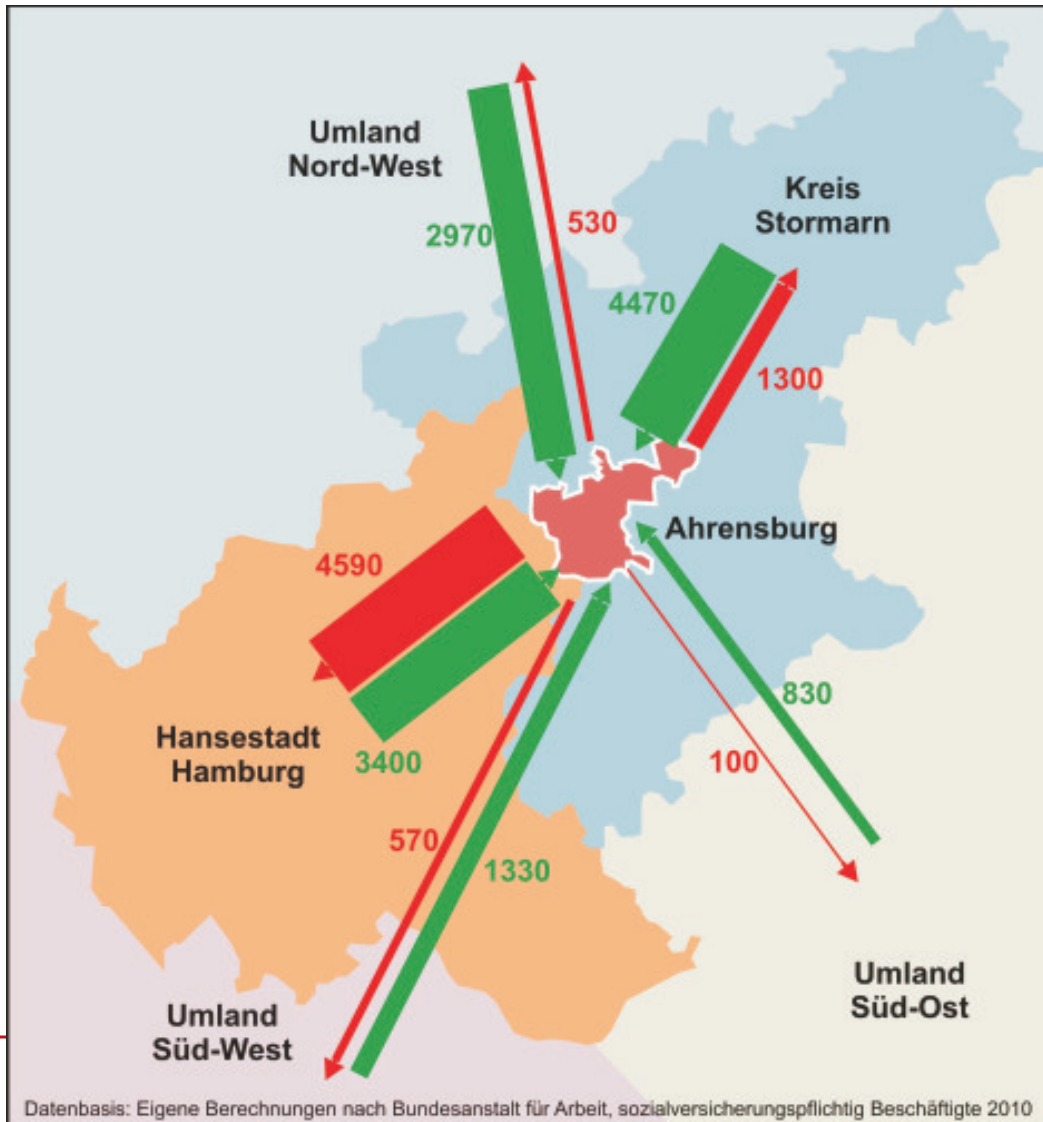 Umland
Nord-West
Kreis
Stormarn
2970
530
4470
1300
Ahrensburg
4590
830
Hansestadt
Hamburg
3400
100
570
1330
Umland
Süd-Ost
Umland
Süd-West
Datenbasis: Eigene Berechnungen nach Bundesanstalt für Arbeit, sozialversicherungspflichtig Beschäftigte 2010